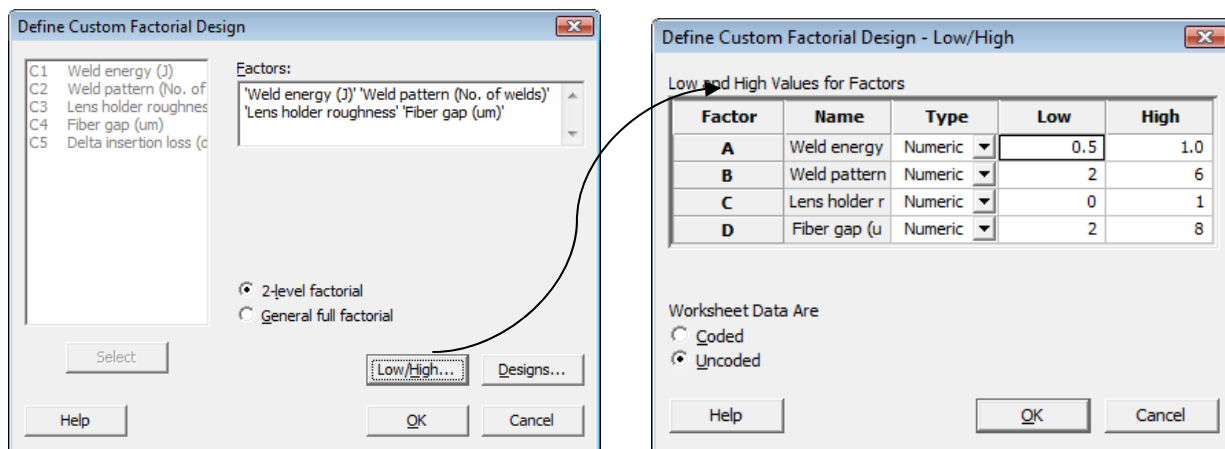 Define Custom Factorial Design
C1 Weld energy (J)
C2 Weld pattern (No. of
C3 Lens holder roughnes
C4 Fiber gap (um)
C5 Delta insertion loss (c
Factors:
'Weld energy (J)' 'Weld pattern (No. of welds)'
'Lens holder roughness' 'Fiber gap (um)'
2-level factorial
General full factorial
Select
Low/High... Designs...
Help OK Cancel
Define Custom Factorial Design - Low/High
Low and High Values for Factors
Factor Name Type Low High
A Weld energy Numeric 0.5 1.0
B Weld pattern Numeric 2 6
C Lens holder r Numeric 0 1
D Fiber gap (u Numeric 2 8
Worksheet Data Are
Coded
Uncoded
Help OK Cancel